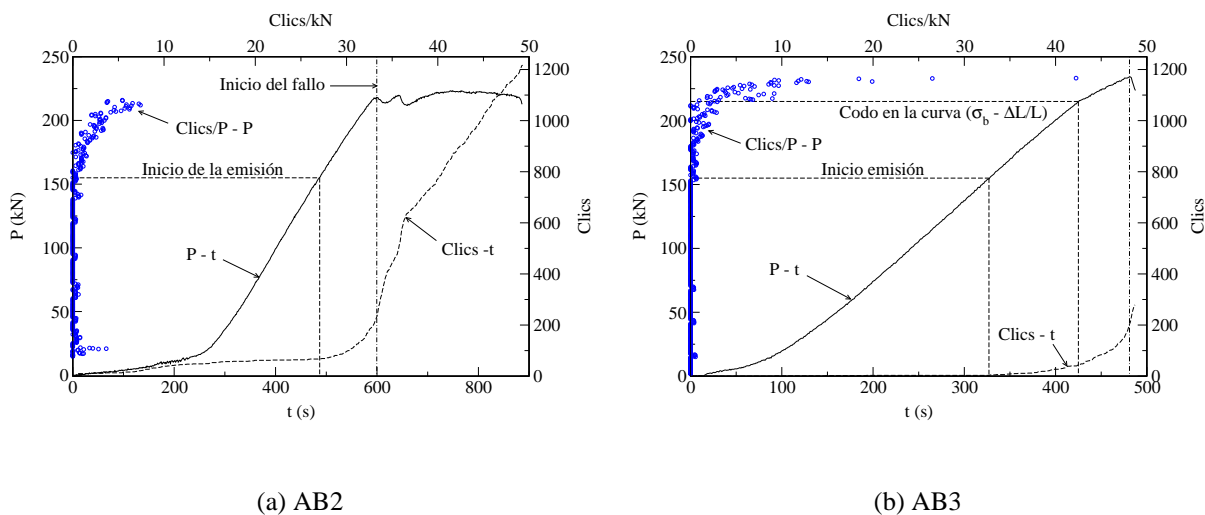 Clics/kN
0 10 20 30 40 50
250
200
150
100
50
0
P (kN)
Inicio del fallo
Clics/P - P
Inicio de la emisión
P - t
Clics -t
1200
1000
800
600
400
200
0
Clics
0 200 400 600 800
t (s)
(a) AB2
Clics/kN
0 10 20 30 40 50
250
200
150
100
50
0
P (kN)
Codo en la curva (σb - ΔL/L)
Clics/P - P
Inicio emisión
P - t
Clics - t
1200
1000
800
600
400
200
0
Clics
0 100 200 300 400 500
t (s)
(b) AB3